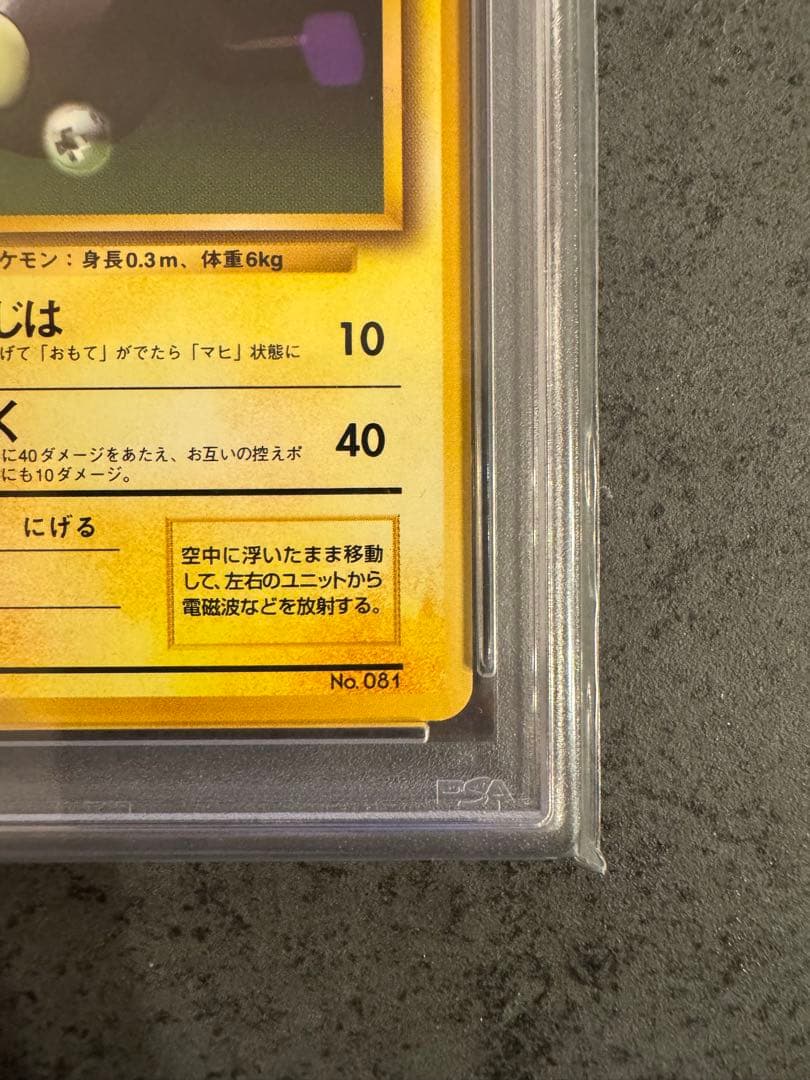 ケモン：身長0.3m、体重6kg
じは
げて「おもて」がでたら「マヒ」状態に
10
く
に40ダメージをあたえ、お互いの控えポ
にも10ダメージ。
40
にげる
空中に浮いたまま移動
して、左右のユニットから
電磁波などを放射する。
No.081
PSA